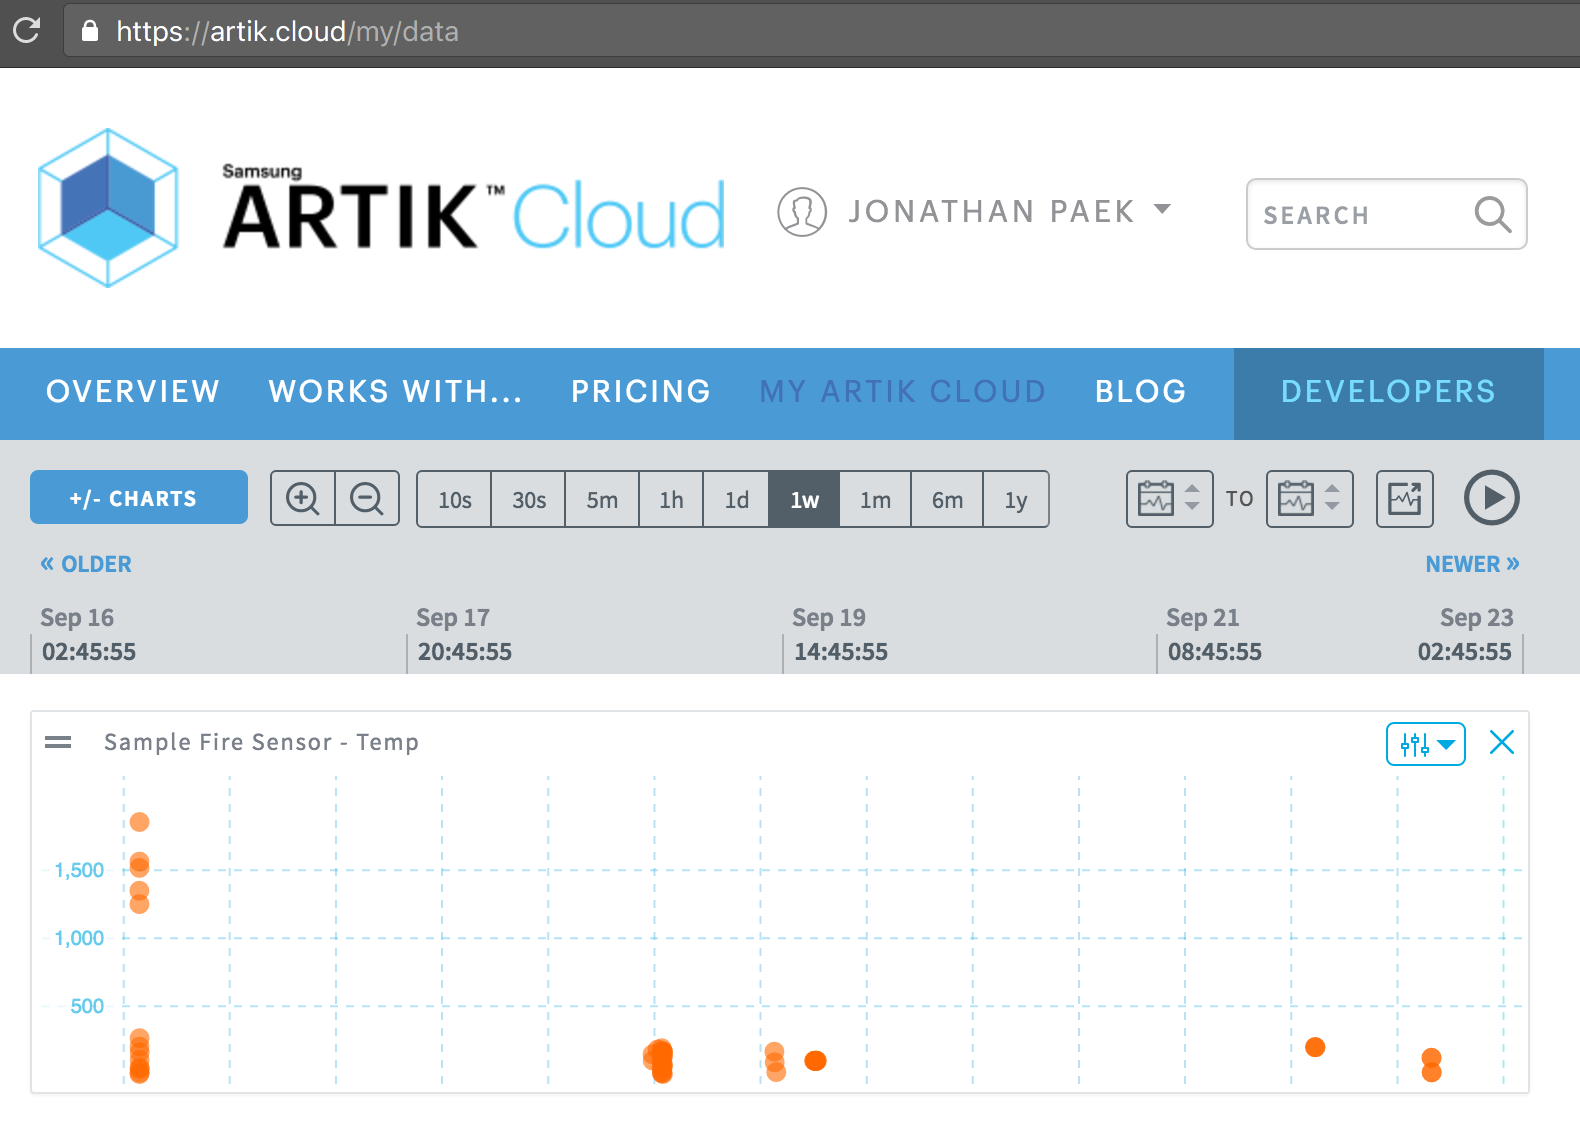 https://artik.cloud/my/data
Samsung
ARTIK™ Cloud
JONATHAN PAEK
SEARCH
OVERVIEW WORKS WITH... PRICING MY ARTIK CLOUD BLOG DEVELOPERS
+/- CHARTS 10s 30s 5m 1h 1d 1w 1m 6m 1y TO
« OLDER NEWER »
Sep 16 Sep 17 Sep 19 Sep 21 Sep 23
02:45:55 20:45:55 14:45:55 08:45:55 02:45:55
Sample Fire Sensor - Temp
1,500
1,000
500